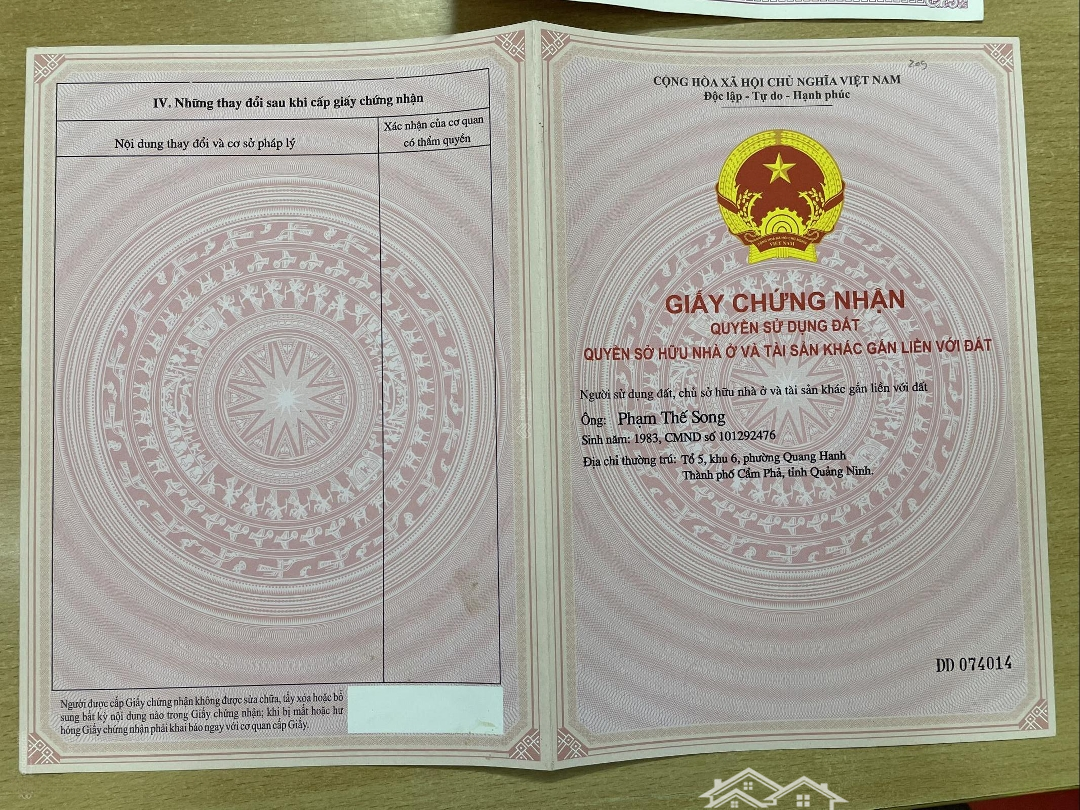 IV. Những thay đổi sau khi cấp giấy chứng nhận
Nội dung thay đổi và cơ sở pháp lý
Xác nhận của cơ quan
có thẩm quyền
Người được cấp Giấy chứng nhận không được sửa chữa, tẩy xóa hoặc bổ
sung bất kỳ nội dung nào trong Giấy chứng nhận; khi bị mất hoặc hư
hỏng Giấy chứng nhận phải khai báo ngay với cơ quan cấp Giấy.
205
CỘNG HÒA XÃ HỘI CHỦ NGHĨA VIỆT NAM
Độc lập - Tự do - Hạnh phúc
VIỆT NAM
GIẤY CHỨNG NHẬN
QUYỀN SỬ DỤNG ĐẤT
QUYỀN SỞ HỮU NHÀ Ở VÀ TÀI SẢN KHÁC GẮN LIỀN VỚI ĐẤT
Người sử dụng đất, chủ sở hữu nhà ở và tài sản khác gắn liền với đất
Ông: Phạm Thế Song
Sinh năm: 1983, CMND số 101292476
Địa chỉ thường trú: Tổ 5, khu 6, phường Quang Hanh
Thành phố Cẩm Phả, tỉnh Quảng Ninh.
DD 074014